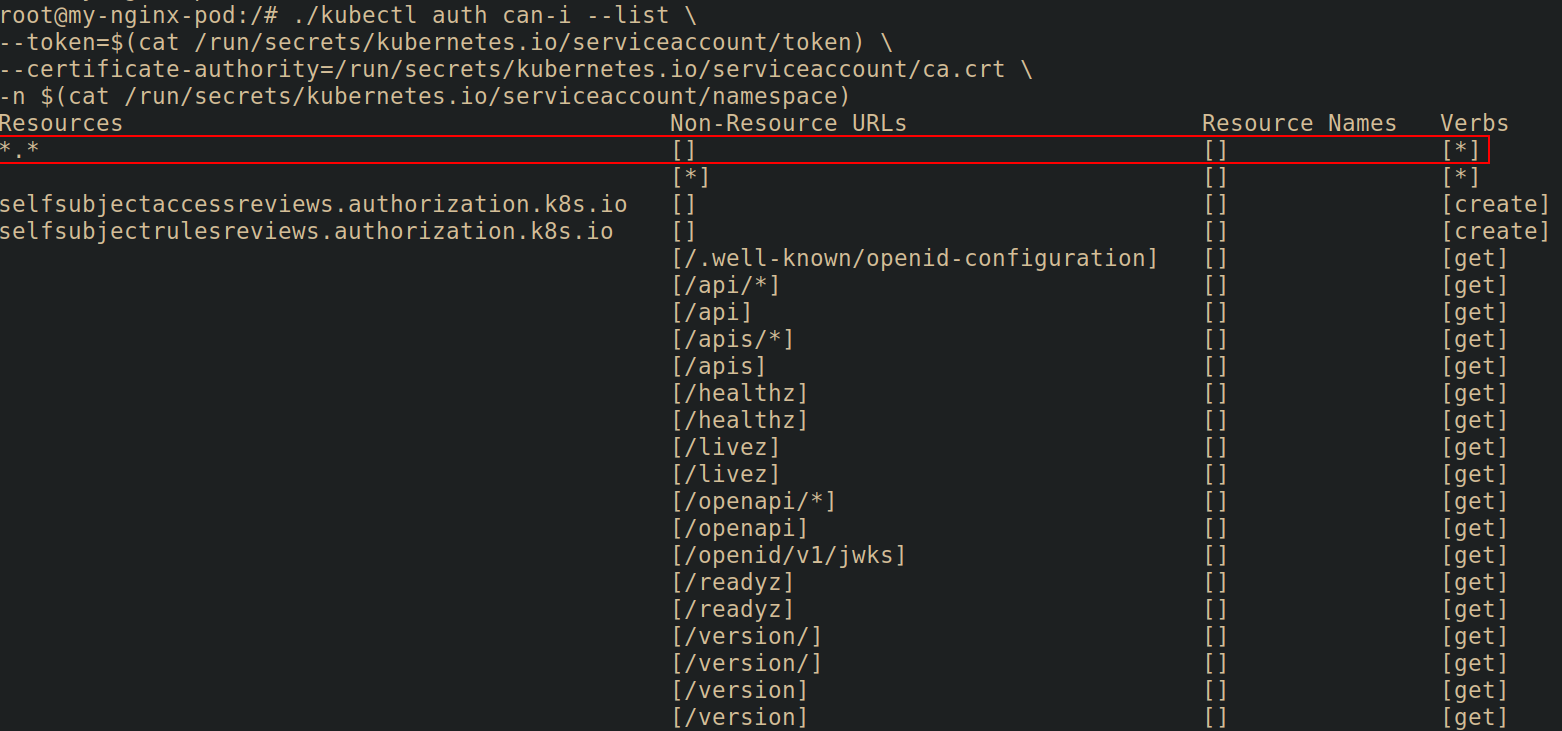 root@my-nginx-pod:/# ./kubectl auth can-i --list \
--token=$(cat /run/secrets/kubernetes.io/serviceaccount/token) \
--certificate-authority=/run/secrets/kubernetes.io/serviceaccount/ca.crt \
-n $(cat /run/secrets/kubernetes.io/serviceaccount/namespace)
Resources Non-Resource URLs Resource Names Verbs
*.* [] [] [*]
[*] [] [*]
selfsubjectaccessreviews.authorization.k8s.io [] [] [create]
selfsubjectrulesreviews.authorization.k8s.io [] [] [create]
[/.well-known/openid-configuration] [] [get]
[/api/*] [] [get]
[/api] [] [get]
[/apis/*] [] [get]
[/apis] [] [get]
[/healthz] [] [get]
[/healthz] [] [get]
[/livez] [] [get]
[/livez] [] [get]
[/openapi/*] [] [get]
[/openapi] [] [get]
[/openid/v1/jwks] [] [get]
[/readyz] [] [get]
[/readyz] [] [get]
[/version/] [] [get]
[/version/] [] [get]
[/version] [] [get]
[/version] [] [get]